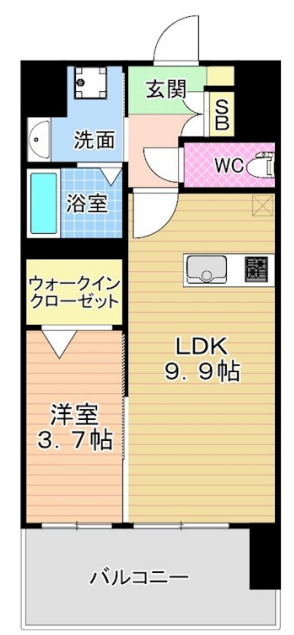 玄関
SB
洗面
WC
浴室
ウォークイン
クローゼット
LDK
9.9帖
洋室
3.7帖
バルコニー